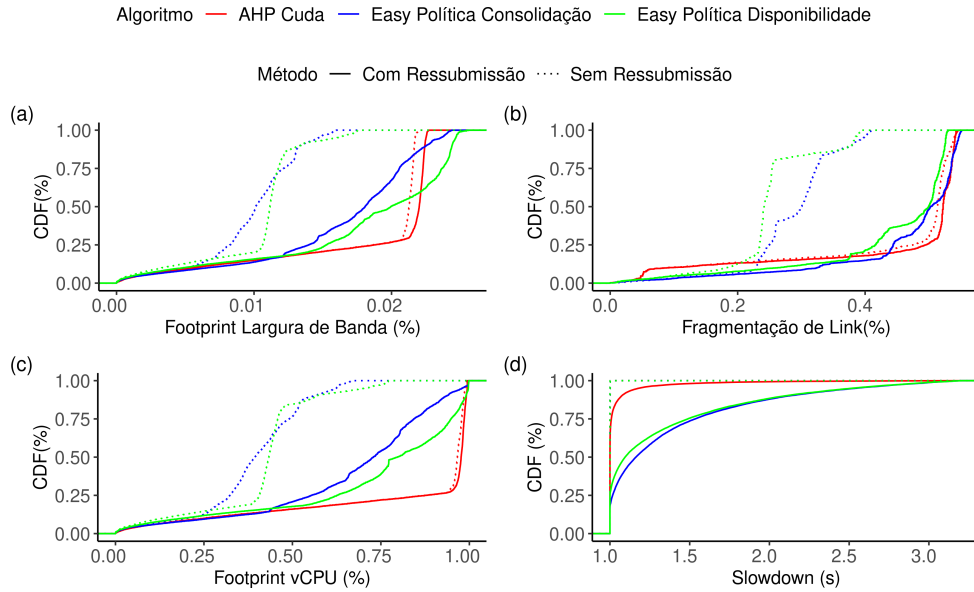 Algoritmo AHP Cuda Easy Política Consolidação Easy Política Disponibilidade
Método Com Ressubmissão Sem Ressubmissão
(a)
CDF(%)
1.00
0.75
0.50
0.25
0.00
0.00 0.01 0.02
Footprint Largura de Banda (%)
(b)
CDF(%)
1.00
0.75
0.50
0.25
0.00
0.0 0.2 0.4
Fragmentação de Link(%)
(c)
CDF(%)
1.00
0.75
0.50
0.25
0.00
0.00 0.25 0.50 0.75 1.00
Footprint vCPU (%)
(d)
CDF (%)
1.00
0.75
0.50
0.25
0.00
1.0 1.5 2.0 2.5 3.0
Slowdown (s)